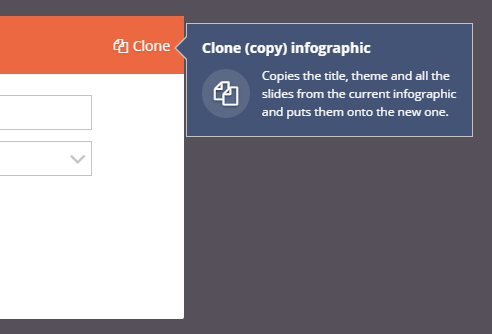 Clone
Clone (copy) infographic
Copies the title, theme and all the
slides from the current infographic
and puts them onto the new one.